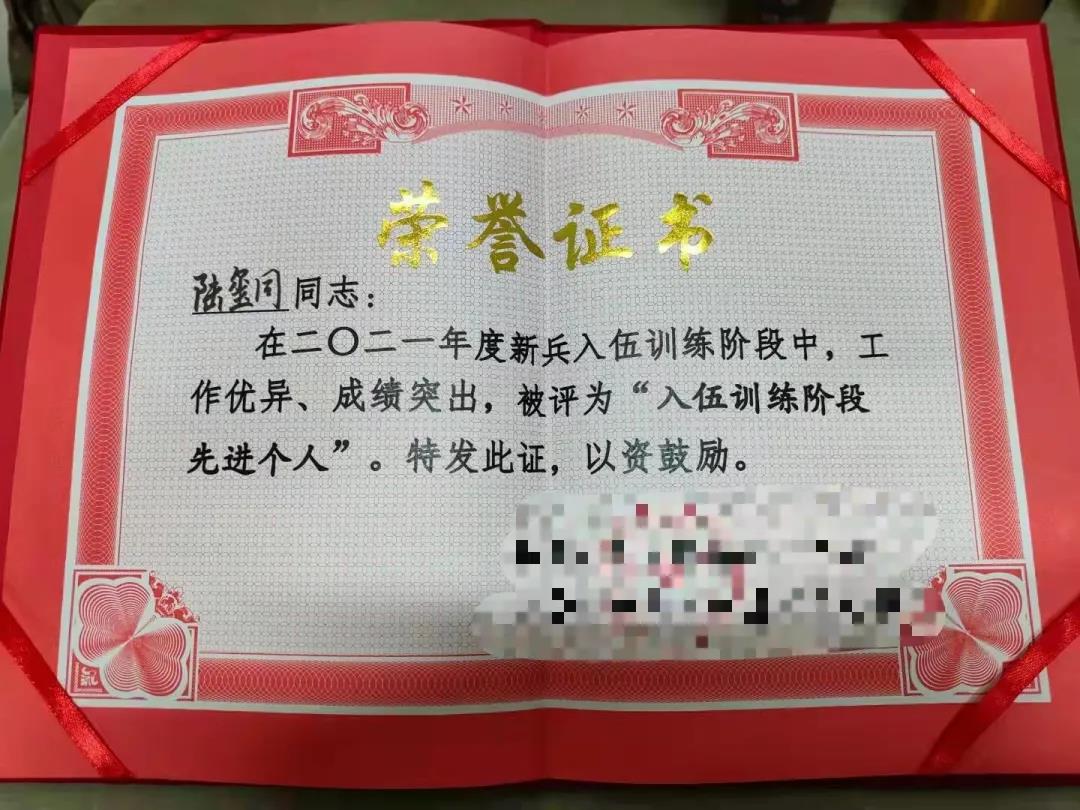 荣誉证书
陆玺同同志：
在二〇二一年度新兵入伍训练阶段中，工
作优异、成绩突出，被评为“入伍训练阶段
先进个人”。特发此证，以资鼓励。